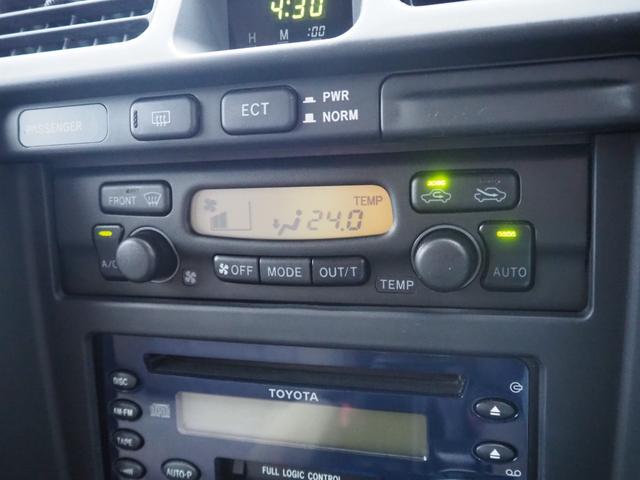 4:30
H M :00
PASSENGER
ECT
PWR
NORM
FRONT
TEMP
24.0
A/C
OFF
MODE
OUT/T
TEMP
AUTO
TOYOTA
DISC
AM·FM
TAPE
AUTO·P
FULL LOGIC CONTROL